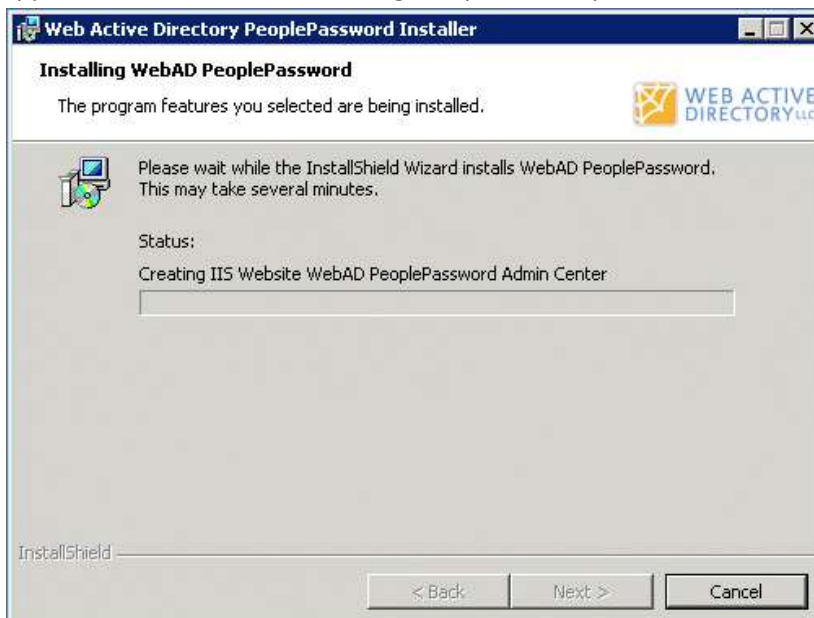 Web Active Directory PeoplePassword Installer
Installing WebAD PeoplePassword
The program features you selected are being installed.
WEB ACTIVE
DIRECTORY LLC
Please wait while the InstallShield Wizard installs WebAD PeoplePassword.
This may take several minutes.
Status:
Creating IIS Website WebAD PeoplePassword Admin Center
InstallShield
< Back
Next >
Cancel